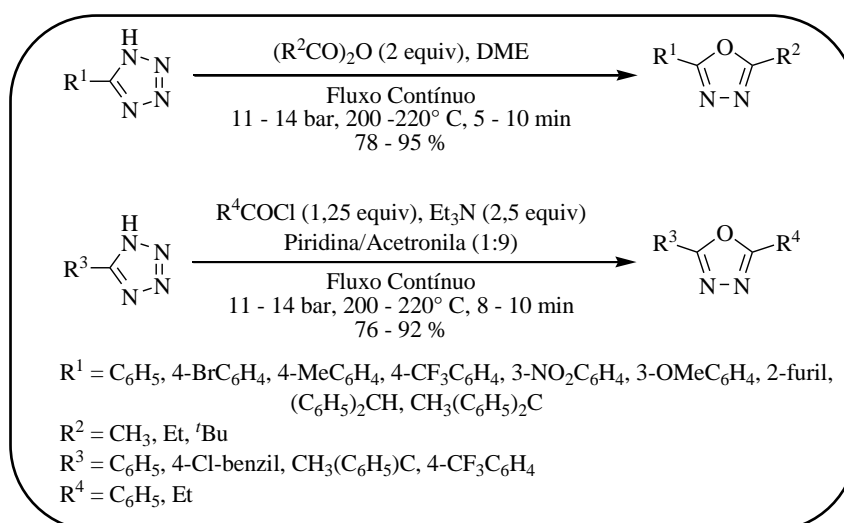 H
N
R¹ N
N
N
(R²CO)₂O (2 equiv), DME
Fluxo Contínuo
11 - 14 bar, 200 -220° C, 5 - 10 min
78 - 95 %
R¹ O R²
N N
H
N
R³ N
N
N
R⁴COCl (1,25 equiv), Et₃N (2,5 equiv)
Piridina/Acetronila (1:9)
Fluxo Contínuo
11 - 14 bar, 200 - 220° C, 8 - 10 min
76 - 92 %
R³ O R⁴
N N
R¹ = C₆H₅, 4-BrC₆H₄, 4-MeC₆H₄, 4-CF₃C₆H₄, 3-NO₂C₆H₄, 3-OMeC₆H₄, 2-furil,
(C₆H₅)₂CH, CH₃(C₆H₅)₂C
R² = CH₃, Et, ᵗBu
R³ = C₆H₅, 4-Cl-benzil, CH₃(C₆H₅)C, 4-CF₃C₆H₄
R⁴ = C₆H₅, Et